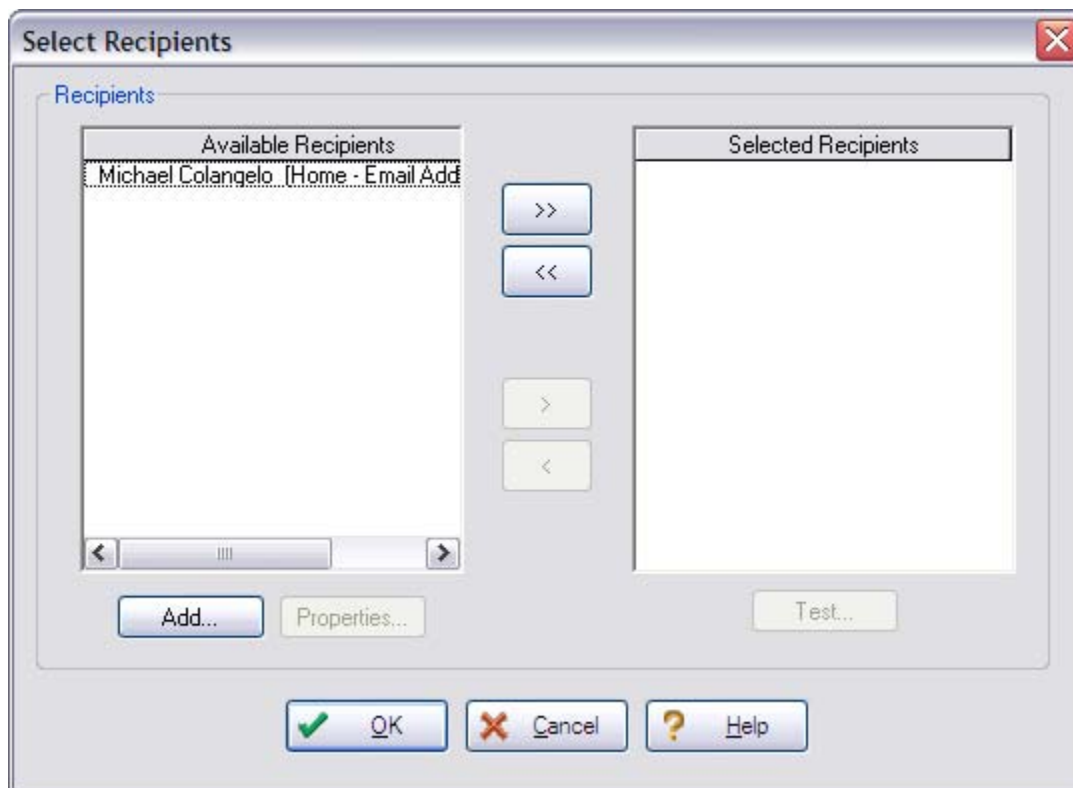 Select Recipients
Recipients
Available Recipients
Michael Colangelo [Home - Email Add
Selected Recipients
>>
<<
>
<
Add...
Properties...
Test...
OK
Cancel
Help